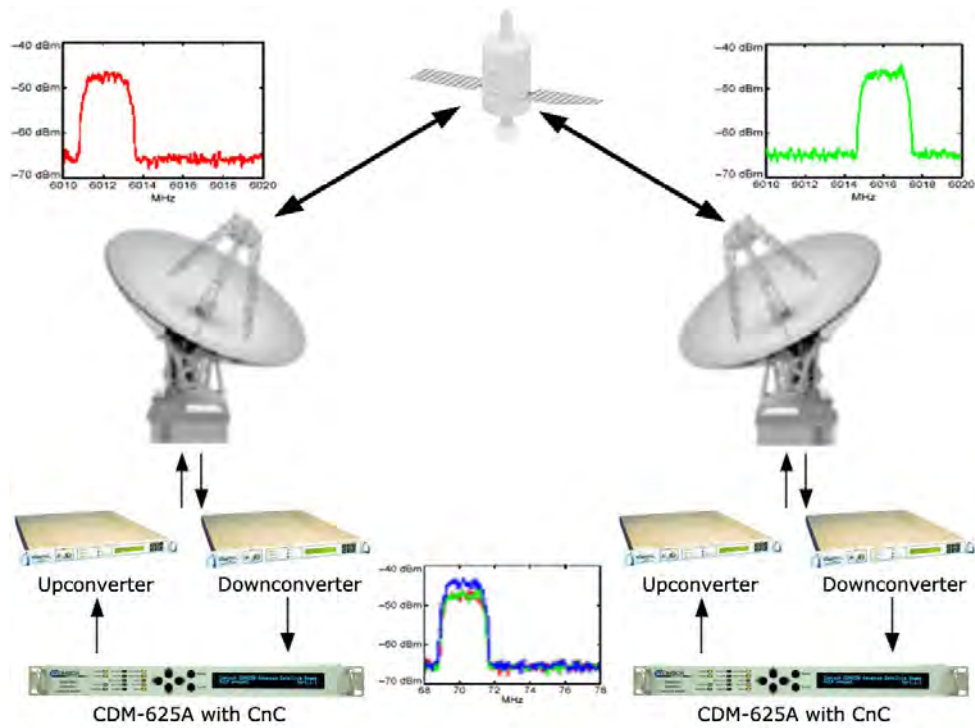 −40 dBm
−50 dBm
−60 dBm
−70 dBm
6010 6012 6014 6016 6018 6020
MHz
−40 dBm
−50 dBm
−60 dBm
−70 dBm
6010 6012 6014 6016 6018 6020
MHz
Upconverter
Downconverter
−40 dBm
−50 dBm
−60 dBm
−70 dBm
68 70 72 74 76 78
MHz
Upconverter
Downconverter
CDM-625A with CnC
CDM-625A with CnC